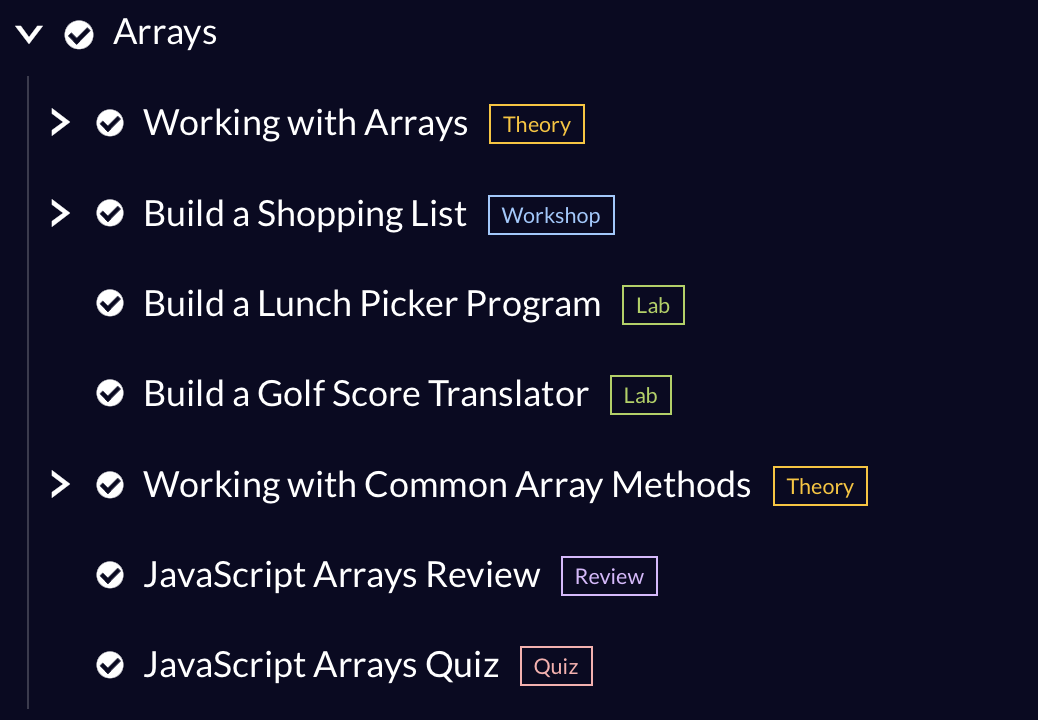 Arrays
Working with Arrays Theory
Build a Shopping List Workshop
Build a Lunch Picker Program Lab
Build a Golf Score Translator Lab
Working with Common Array Methods Theory
JavaScript Arrays Review Review
JavaScript Arrays Quiz Quiz